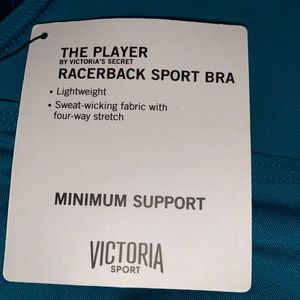 THE PLAYER
BY VICTORIA'S SECRET
RACERBACK SPORT BRA
• Lightweight
• Sweat-wicking fabric with
four-way stretch
MINIMUM SUPPORT
VICTORIA
SPORT